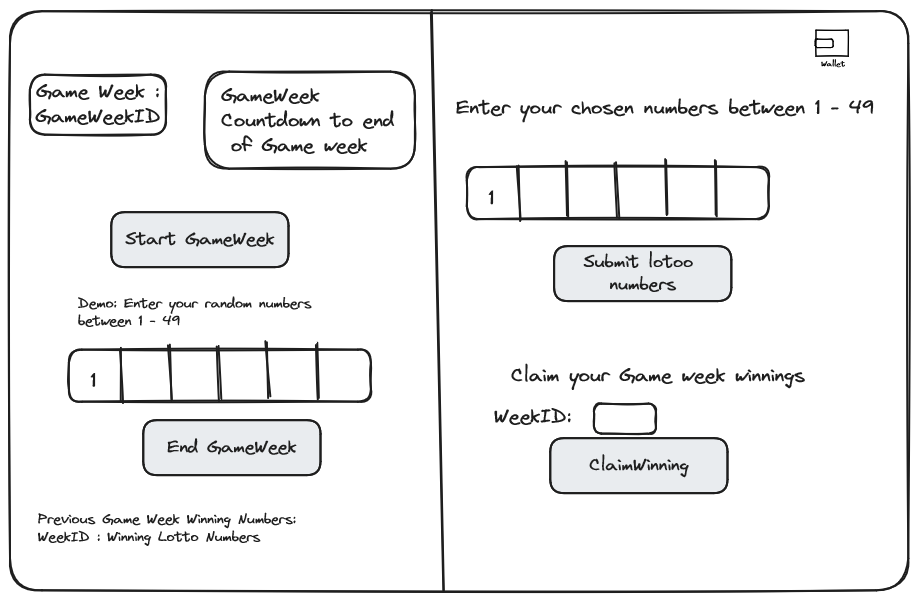 Game Week :
GameWeekID
GameWeek
Countdown to end
of Game week
Start GameWeek
Demo: Enter your random numbers
between 1 - 49
1
End GameWeek
Previous Game Week Winning Numbers:
WeekID : Winning Lotto Numbers
Wallet
Enter your chosen numbers between 1 - 49
1
Submit lotoo
numbers
Claim your Game week winnings
WeekID:
ClaimWinning